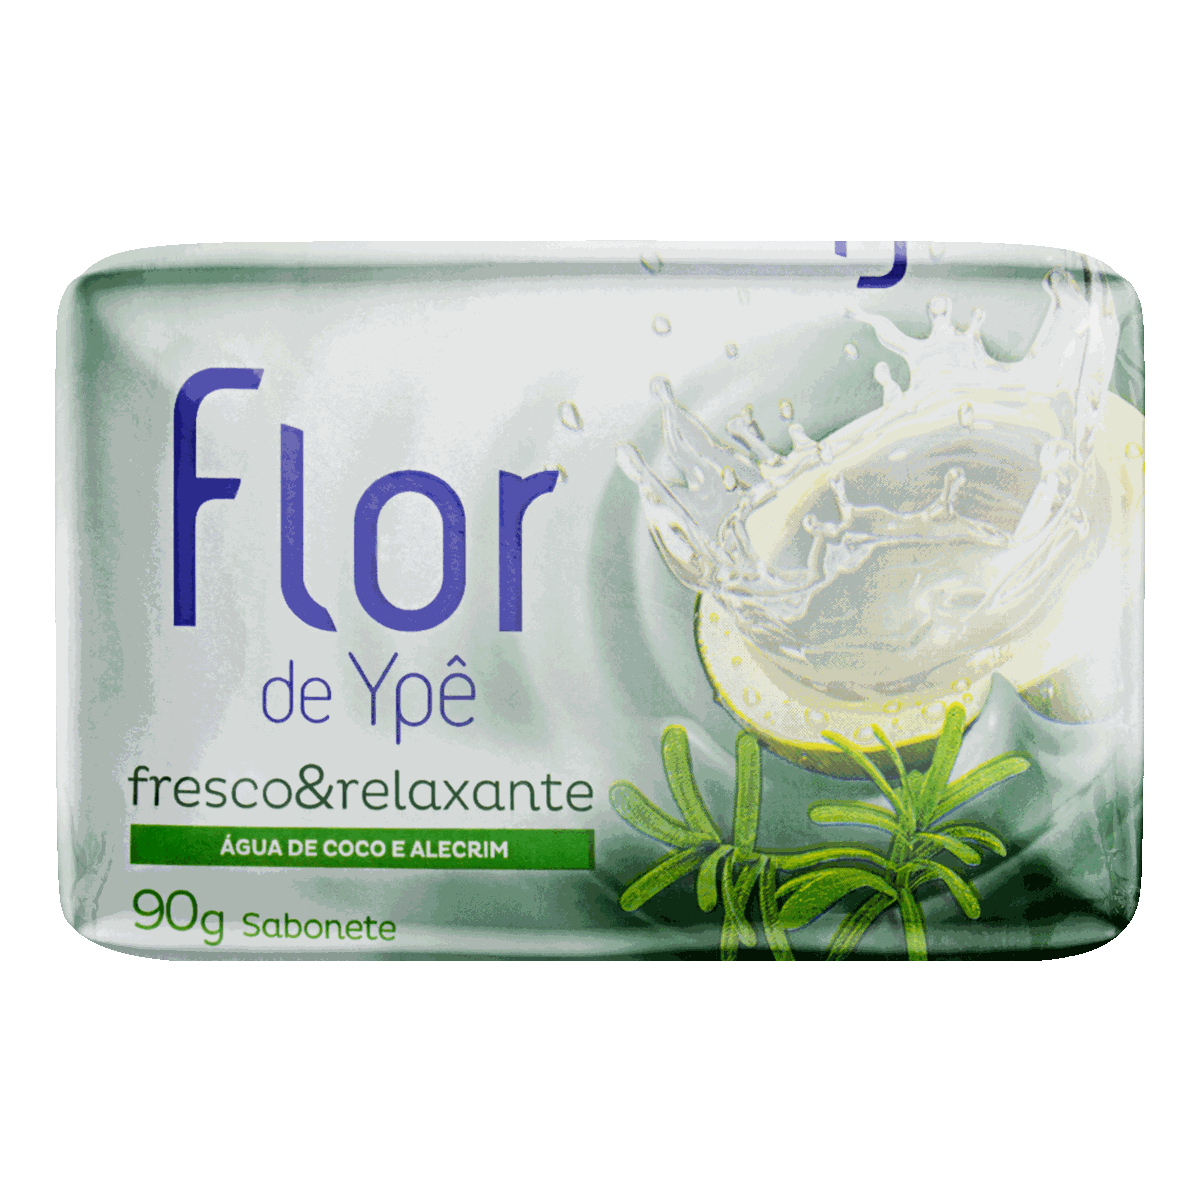 flor
de Ypê
fresco&relaxante
ÁGUA DE COCO E ALECRIM
90g Sabonete